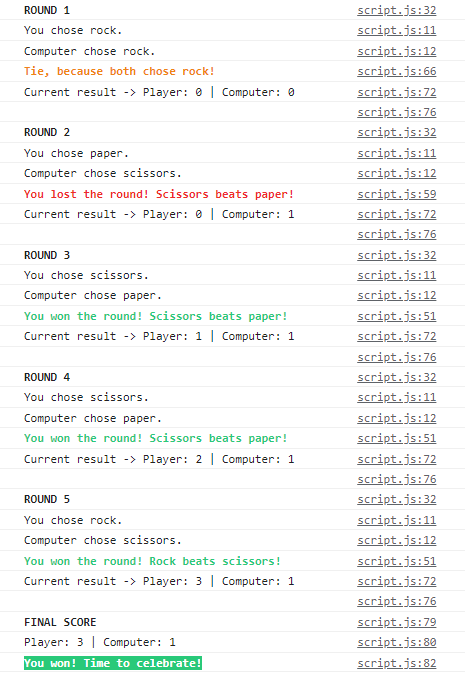 ROUND 1 script.js:32
You chose rock. script.js:11
Computer chose rock. script.js:12
Tie, because both chose rock! script.js:66
Current result -> Player: 0 | Computer: 0 script.js:72
script.js:76
ROUND 2 script.js:32
You chose paper. script.js:11
Computer chose scissors. script.js:12
You lost the round! Scissors beats paper! script.js:59
Current result -> Player: 0 | Computer: 1 script.js:72
script.js:76
ROUND 3 script.js:32
You chose scissors. script.js:11
Computer chose paper. script.js:12
You won the round! Scissors beats paper! script.js:51
Current result -> Player: 1 | Computer: 1 script.js:72
script.js:76
ROUND 4 script.js:32
You chose scissors. script.js:11
Computer chose paper. script.js:12
You won the round! Scissors beats paper! script.js:51
Current result -> Player: 2 | Computer: 1 script.js:72
script.js:76
ROUND 5 script.js:32
You chose rock. script.js:11
Computer chose scissors. script.js:12
You won the round! Rock beats scissors! script.js:51
Current result -> Player: 3 | Computer: 1 script.js:72
script.js:76
FINAL SCORE script.js:79
Player: 3 | Computer: 1 script.js:80
You won! Time to celebrate! script.js:82